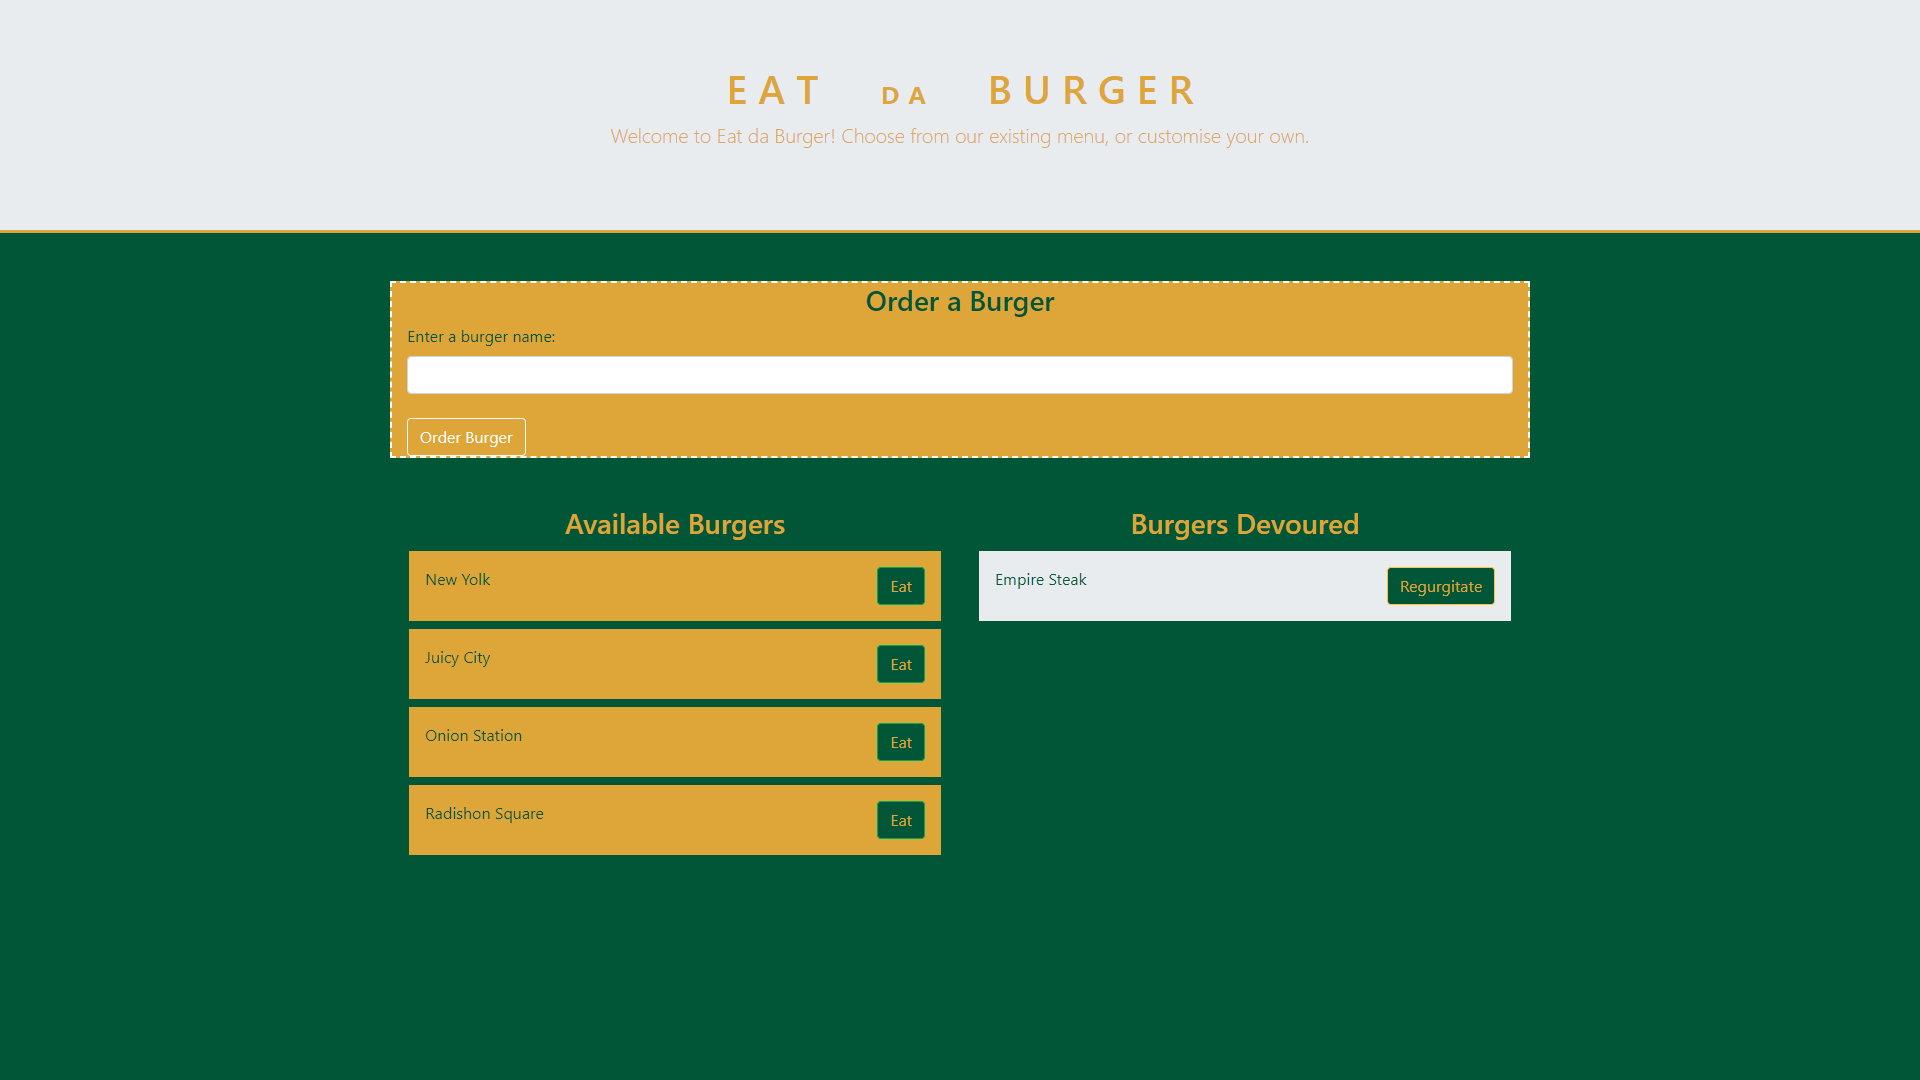 EAT DA BURGER
Welcome to Eat da Burger! Choose from our existing menu, or customise your own.
Order a Burger
Enter a burger name:
Order Burger
Available Burgers
New Yolk Eat
Juicy City Eat
Onion Station Eat
Radishon Square Eat
Burgers Devoured
Empire Steak Regurgitate